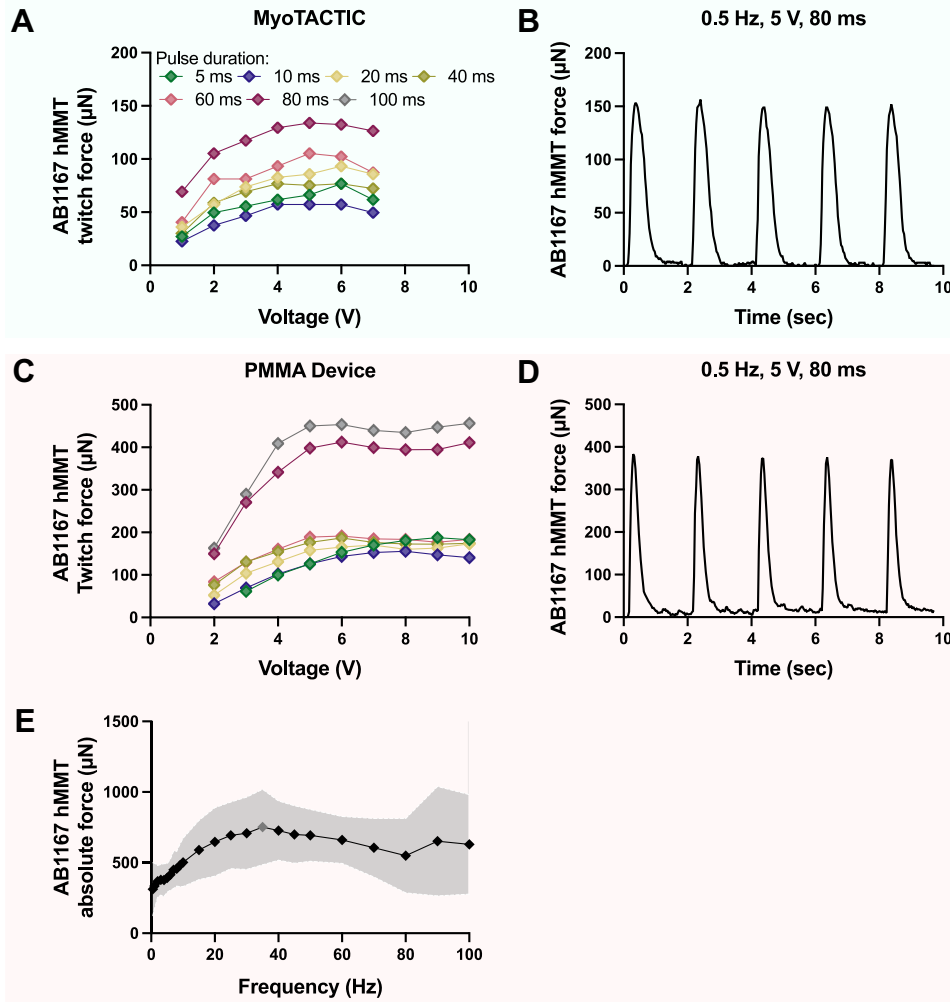 A
MyoTACTIC
AB1167 hMMT
twitch force (µN)
200
150
100
50
0
Pulse duration:
5 ms 10 ms 20 ms 40 ms
60 ms 80 ms 100 ms
0 2 4 6 8 10
Voltage (V)
B
0.5 Hz, 5 V, 80 ms
AB1167 hMMT force (µN)
200
150
100
50
0
0 2 4 6 8 10
Time (sec)
C
PMMA Device
AB1167 hMMT
Twitch force (µN)
500
400
300
200
100
0
0 2 4 6 8 10
Voltage (V)
D
0.5 Hz, 5 V, 80 ms
AB1167 hMMT force (µN)
500
400
300
200
100
0
0 2 4 6 8 10
Time (sec)
E
AB1167 hMMT
absolute force (µN)
1500
1000
500
0
0 20 40 60 80 100
Frequency (Hz)